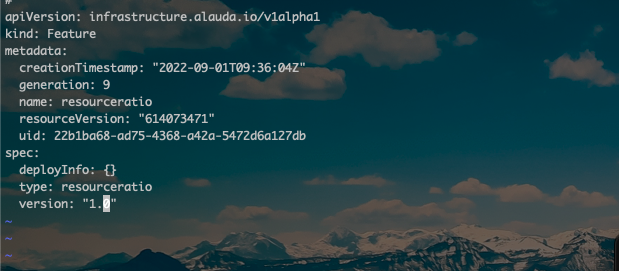 #
apiVersion: infrastructure.alauda.io/v1alpha1
kind: Feature
metadata:
  creationTimestamp: "2022-09-01T09:36:04Z"
  generation: 9
  name: resourceratio
  resourceVersion: "614073471"
  uid: 22b1ba68-ad75-4368-a42a-5472d6a127db
spec:
  deployInfo: {}
  type: resourceratio
  version: "1.0"
~
~
~